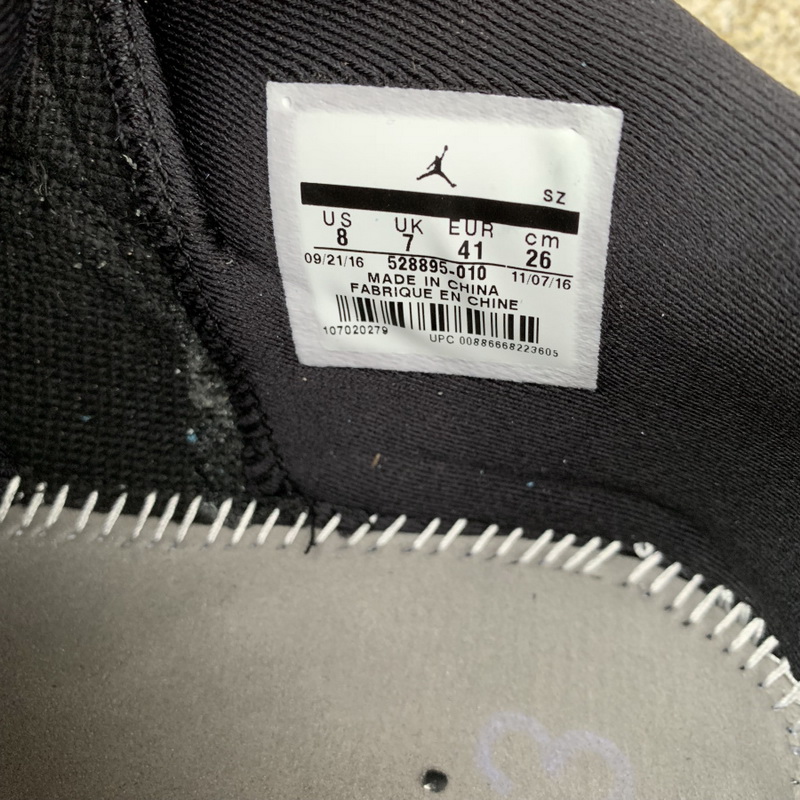 SZ
US UK EUR cm
8 7 41 26
09/21/16 528895-010 11/07/16
MADE IN CHINA
FABRIQUE EN CHINE
107020279 UPC 00886668223605
3